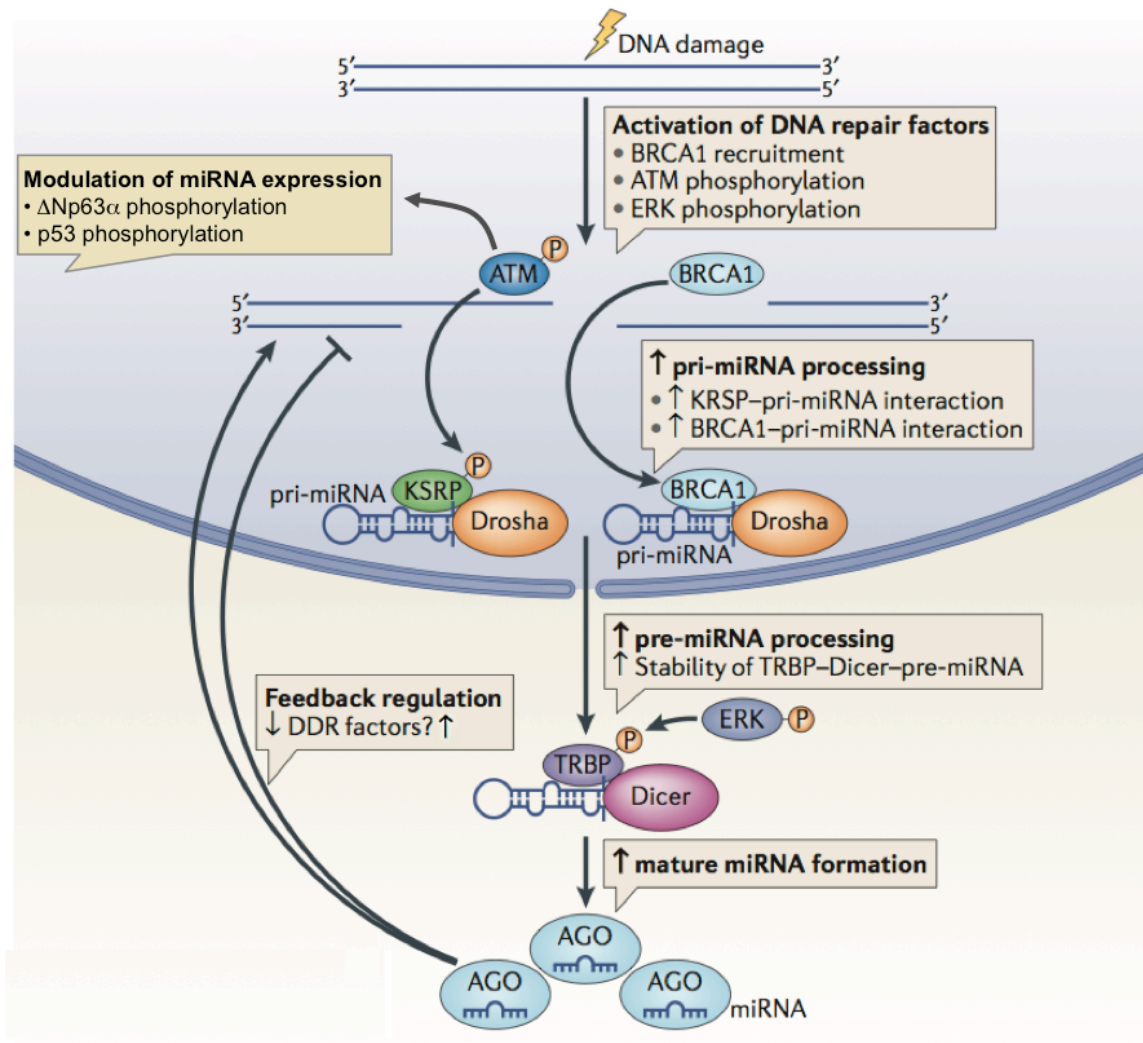 DNA damage
5′ 3′
3′ 5′
Activation of DNA repair factors
• BRCA1 recruitment
• ATM phosphorylation
• ERK phosphorylation
Modulation of miRNA expression
• ΔNp63α phosphorylation
• p53 phosphorylation
P
ATM
BRCA1
5′ 3′
3′ 5′
↑ pri-miRNA processing
• ↑ KRSP–pri-miRNA interaction
• ↑ BRCA1–pri-miRNA interaction
P
pri-miRNA
KSRP
Drosha
BRCA1
Drosha
pri-miRNA
↑ pre-miRNA processing
↑ Stability of TRBP–Dicer–pre-miRNA
Feedback regulation
↓ DDR factors? ↑
ERK P
P
TRBP
Dicer
↑ mature miRNA formation
AGO
AGO
AGO
miRNA